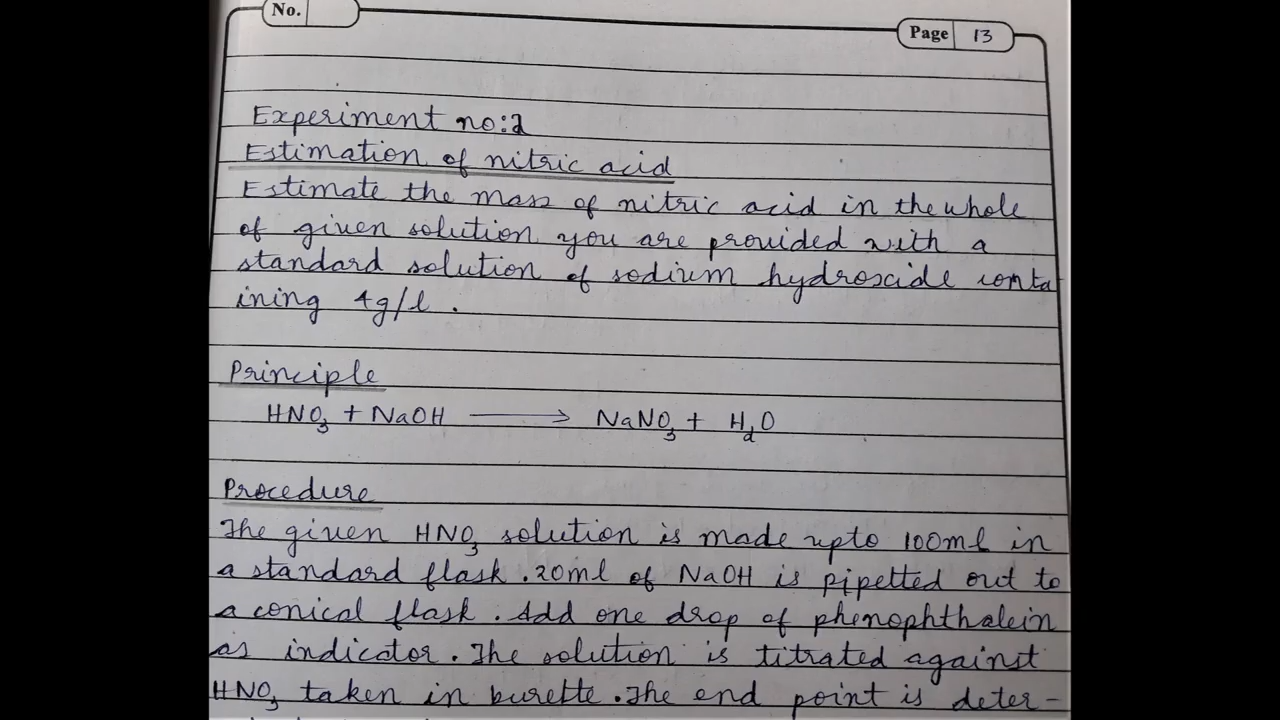 No.
Page 13
Experiment no:2
Estimation of nitric acid
Estimate the mass of nitric acid in the whole
of given solution you are provided with a
standard solution of sodium hydroxide conta
ining 4g/l.
Principle
HNO₃ + NaOH ⟶ NaNO₃ + H₂O
Procedure
The given HNO₃ solution is made upto 100ml in
a standard flask. 20ml of NaOH is pipetted out to
a conical flask. Add one drop of phenophthalein
as indicator. The solution is titrated against
HNO₃ taken in burette. The end point is deter-